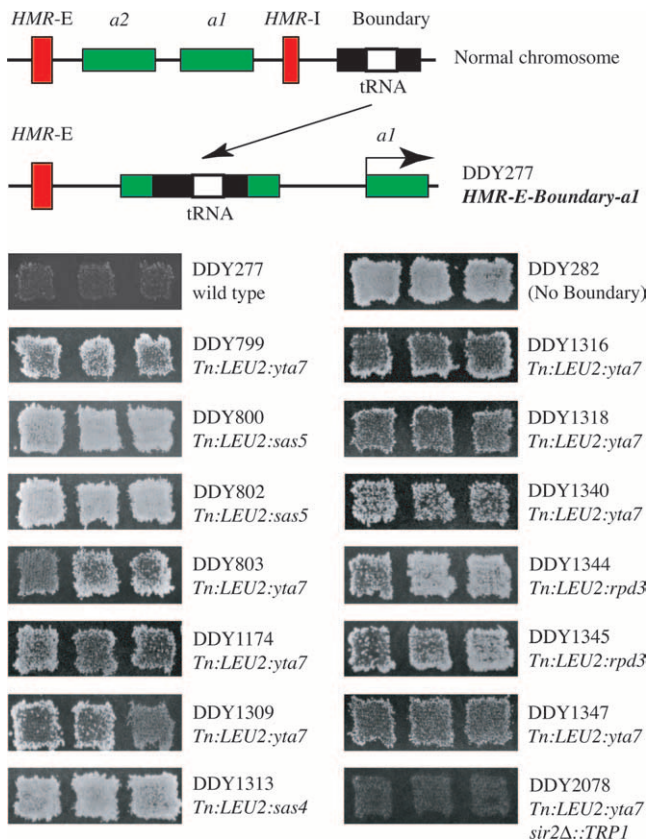 HMR-E a2 a1 HMR-I Boundary
Normal chromosome
tRNA
HMR-E a1
DDY277
HMR-E-Boundary-a1
tRNA
DDY277
wild type
DDY799
Tn:LEU2:yta7
DDY800
Tn:LEU2:sas5
DDY802
Tn:LEU2:sas5
DDY803
Tn:LEU2:yta7
DDY1174
Tn:LEU2:yta7
DDY1309
Tn:LEU2:yta7
DDY1313
Tn:LEU2:sas4
DDY282
(No Boundary)
DDY1316
Tn:LEU2:yta7
DDY1318
Tn:LEU2:yta7
DDY1340
Tn:LEU2:yta7
DDY1344
Tn:LEU2:rpd3
DDY1345
Tn:LEU2:rpd3
DDY1347
Tn:LEU2:yta7
DDY2078
Tn:LEU2:yta7
sir2Δ::TRP1